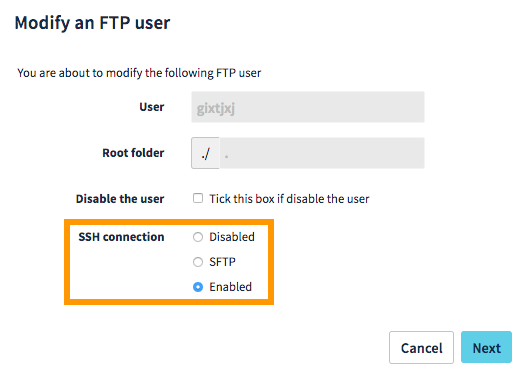 Modify an FTP user
You are about to modify the following FTP user
User gixtjxj
Root folder ./ .
Disable the user Tick this box if disable the user
SSH connection Disabled
SFTP
Enabled
Cancel Next